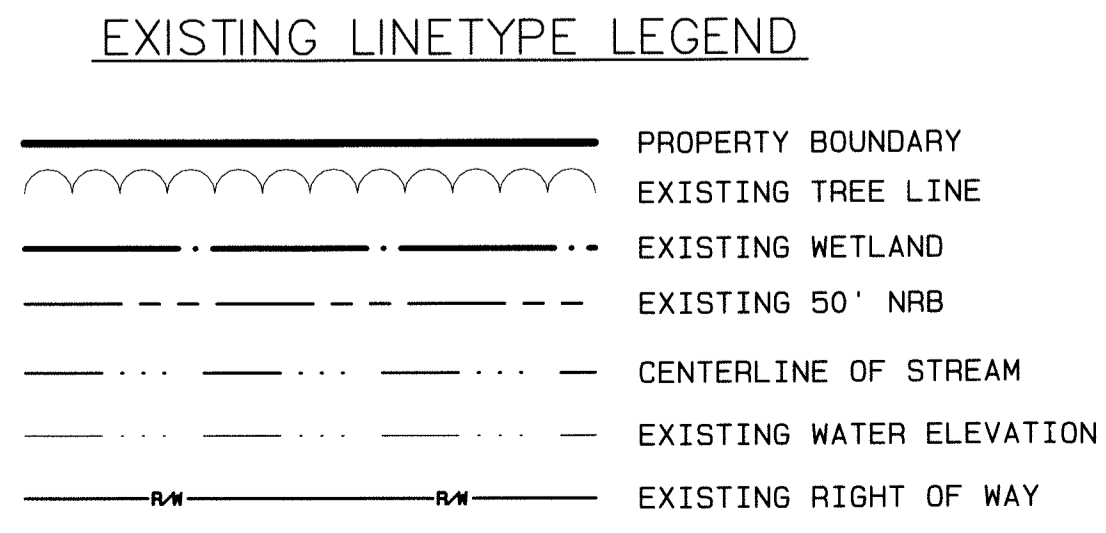 EXISTING LINETYPE LEGEND
PROPERTY BOUNDARY
EXISTING TREE LINE
EXISTING WETLAND
EXISTING 50' NRB
CENTERLINE OF STREAM
EXISTING WATER ELEVATION
R/W R/W EXISTING RIGHT OF WAY